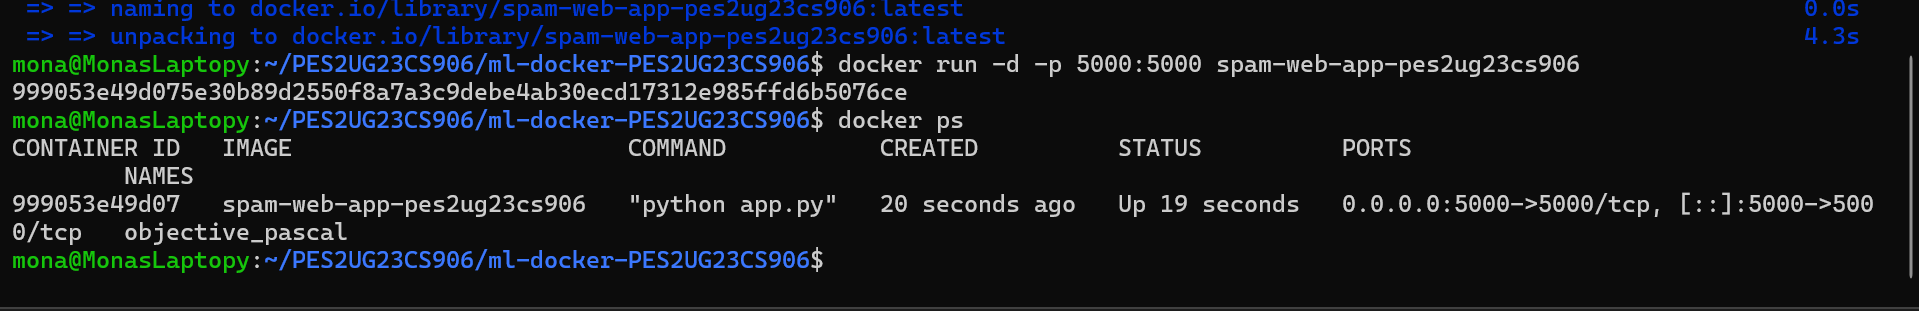 => => naming to docker.io/library/spam-web-app-pes2ug23cs906:latest 0.0s
=> => unpacking to docker.io/library/spam-web-app-pes2ug23cs906:latest 4.3s
mona@MonasLaptopy:~/PES2UG23CS906/ml-docker-PES2UG23CS906$ docker run -d -p 5000:5000 spam-web-app-pes2ug23cs906
999053e49d075e30b89d2550f8a7a3c9debe4ab30ecd17312e985ffd6b5076ce
mona@MonasLaptopy:~/PES2UG23CS906/ml-docker-PES2UG23CS906$ docker ps
CONTAINER ID   IMAGE                        COMMAND           CREATED          STATUS          PORTS
        NAMES
999053e49d07   spam-web-app-pes2ug23cs906   "python app.py"   20 seconds ago   Up 19 seconds   0.0.0.0:5000->5000/tcp, [::]:5000->500
0/tcp   objective_pascal
mona@MonasLaptopy:~/PES2UG23CS906/ml-docker-PES2UG23CS906$